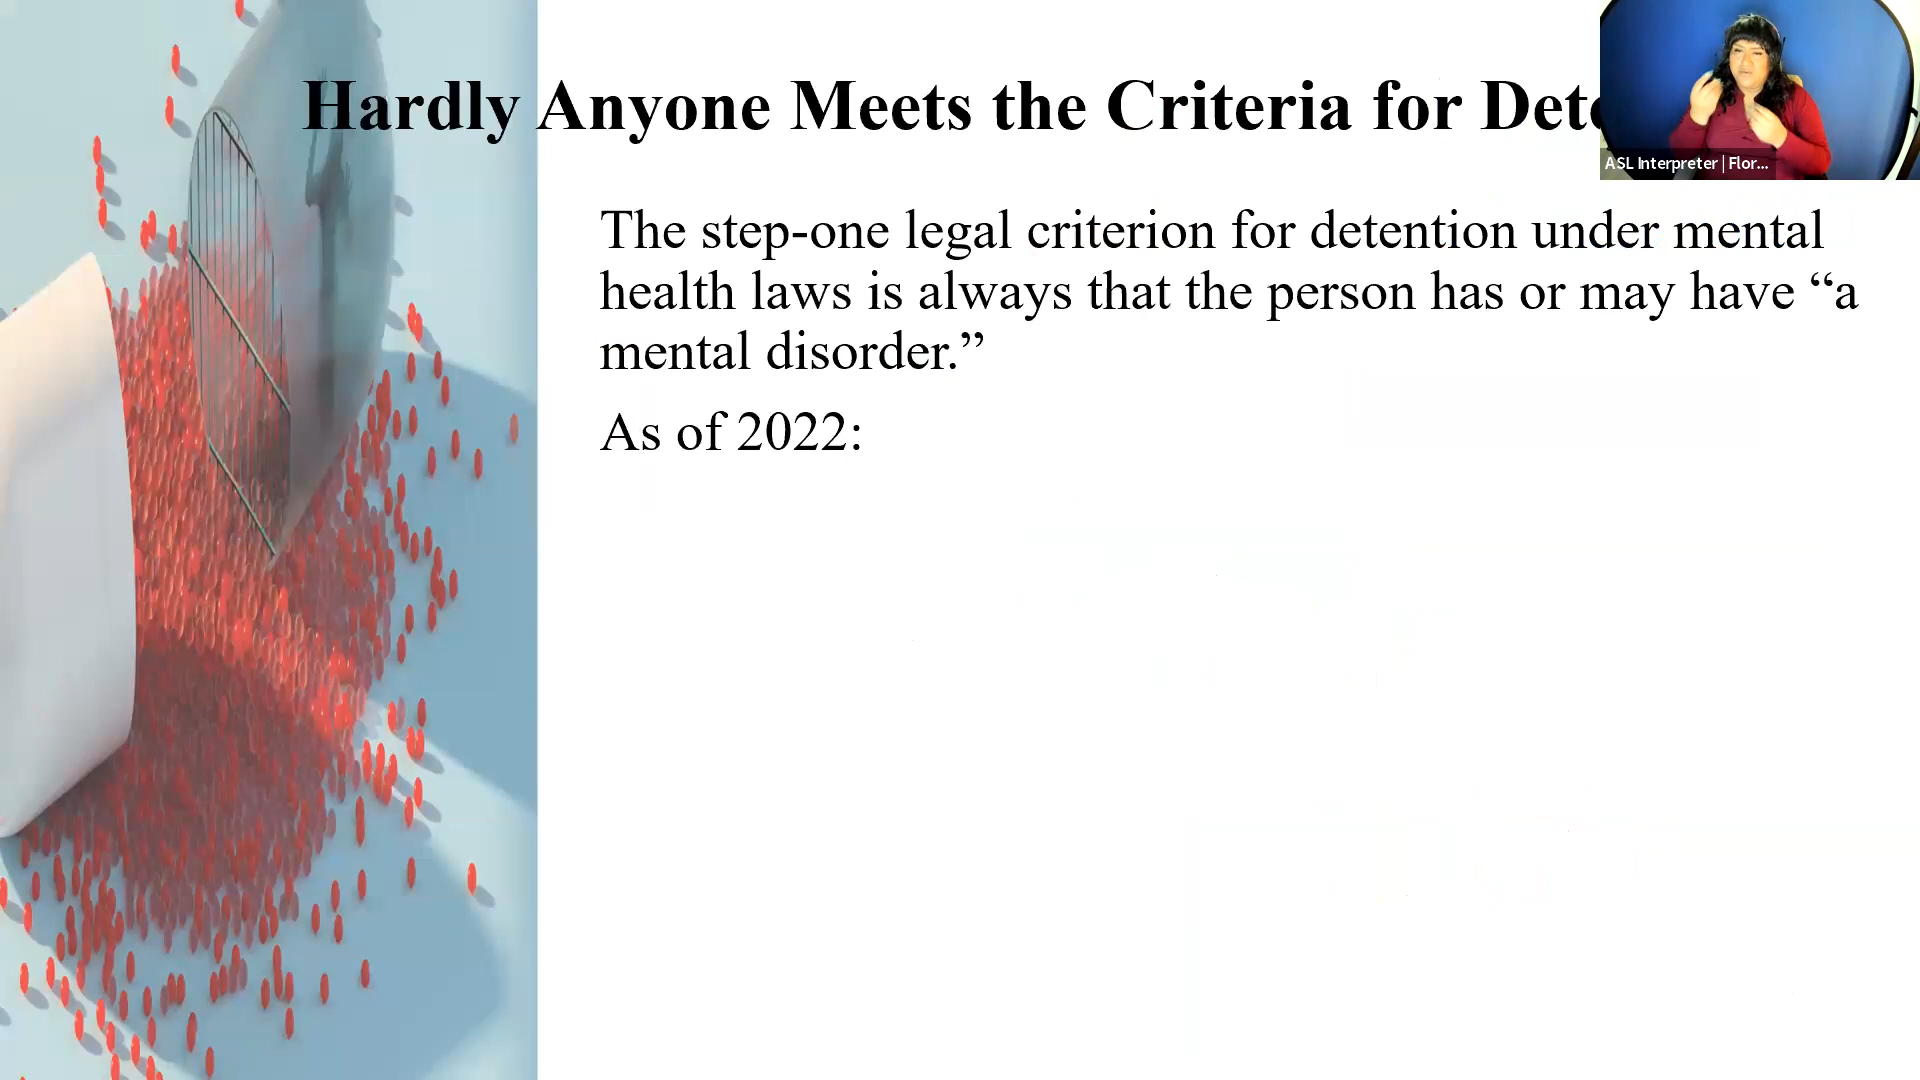 Hardly Anyone Meets the Criteria for
ASL Interpreter | Flor...
The step-one legal criterion for detention under mental
health laws is always that the person has or may have “a
mental disorder.”
As of 2022: